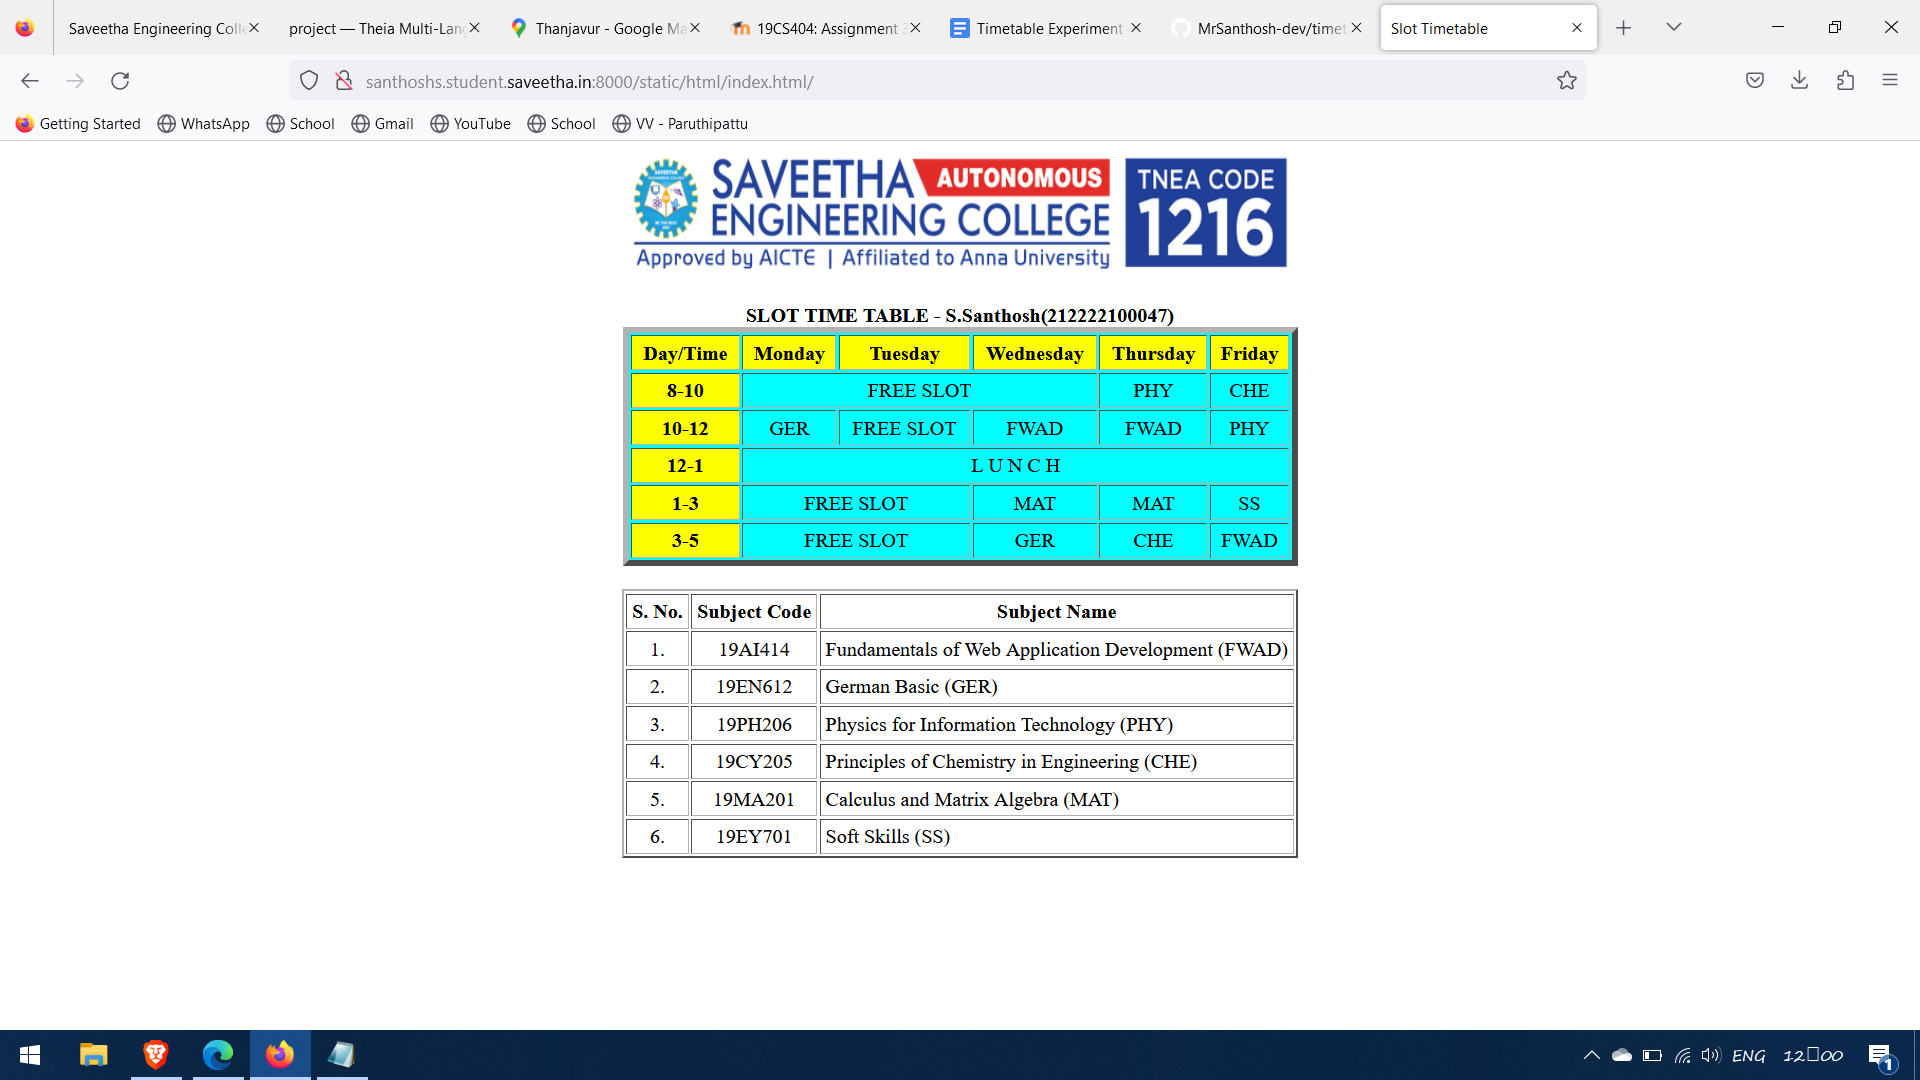 Saveetha Engineering Colle
project — Theia Multi-Lang
Thanjavur - Google Ma
19CS404: Assignment 3
Timetable Experiment
MrSanthosh-dev/timet
Slot Timetable
santhoshs.student.saveetha.in:8000/static/html/index.html/
Getting Started WhatsApp School Gmail YouTube School VV - Paruthipattu
SAVEETHA AUTONOMOUS
ENGINEERING COLLEGE
Approved by AICTE | Affiliated to Anna University
TNEA CODE
1216
SLOT TIME TABLE - S.Santhosh(212222100047)
Day/Time Monday Tuesday Wednesday Thursday Friday
8-10 FREE SLOT PHY CHE
10-12 GER FREE SLOT FWAD FWAD PHY
12-1 L U N C H
1-3 FREE SLOT MAT MAT SS
3-5 FREE SLOT GER CHE FWAD
S. No. Subject Code Subject Name
1. 19AI414 Fundamentals of Web Application Development (FWAD)
2. 19EN612 German Basic (GER)
3. 19PH206 Physics for Information Technology (PHY)
4. 19CY205 Principles of Chemistry in Engineering (CHE)
5. 19MA201 Calculus and Matrix Algebra (MAT)
6. 19EY701 Soft Skills (SS)
ENG 12▯00 1